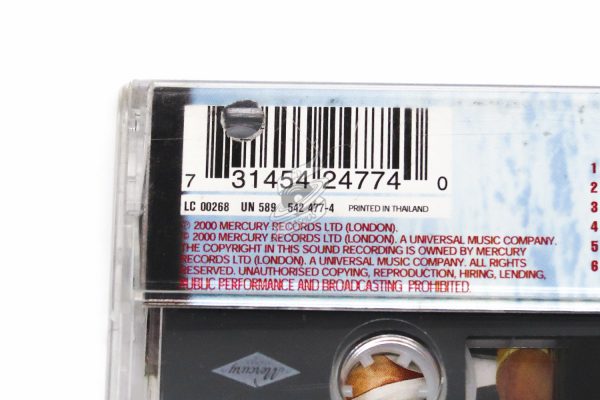 7 31454 24774 0
LC 00268 UN 589 542 477-4 PRINTED IN THAILAND
℗ 2000 MERCURY RECORDS LTD (LONDON).
© 2000 MERCURY RECORDS LTD (LONDON). A UNIVERSAL MUSIC COMPANY.
THE COPYRIGHT IN THIS SOUND RECORDING IS OWNED BY MERCURY
RECORDS LTD (LONDON). A UNIVERSAL MUSIC COMPANY. ALL RIGHTS
RESERVED. UNAUTHORISED COPYING, REPRODUCTION, HIRING, LENDING,
PUBLIC PERFORMANCE AND BROADCASTING PROHIBITED.
1
2
3
4
5
6
Mercury